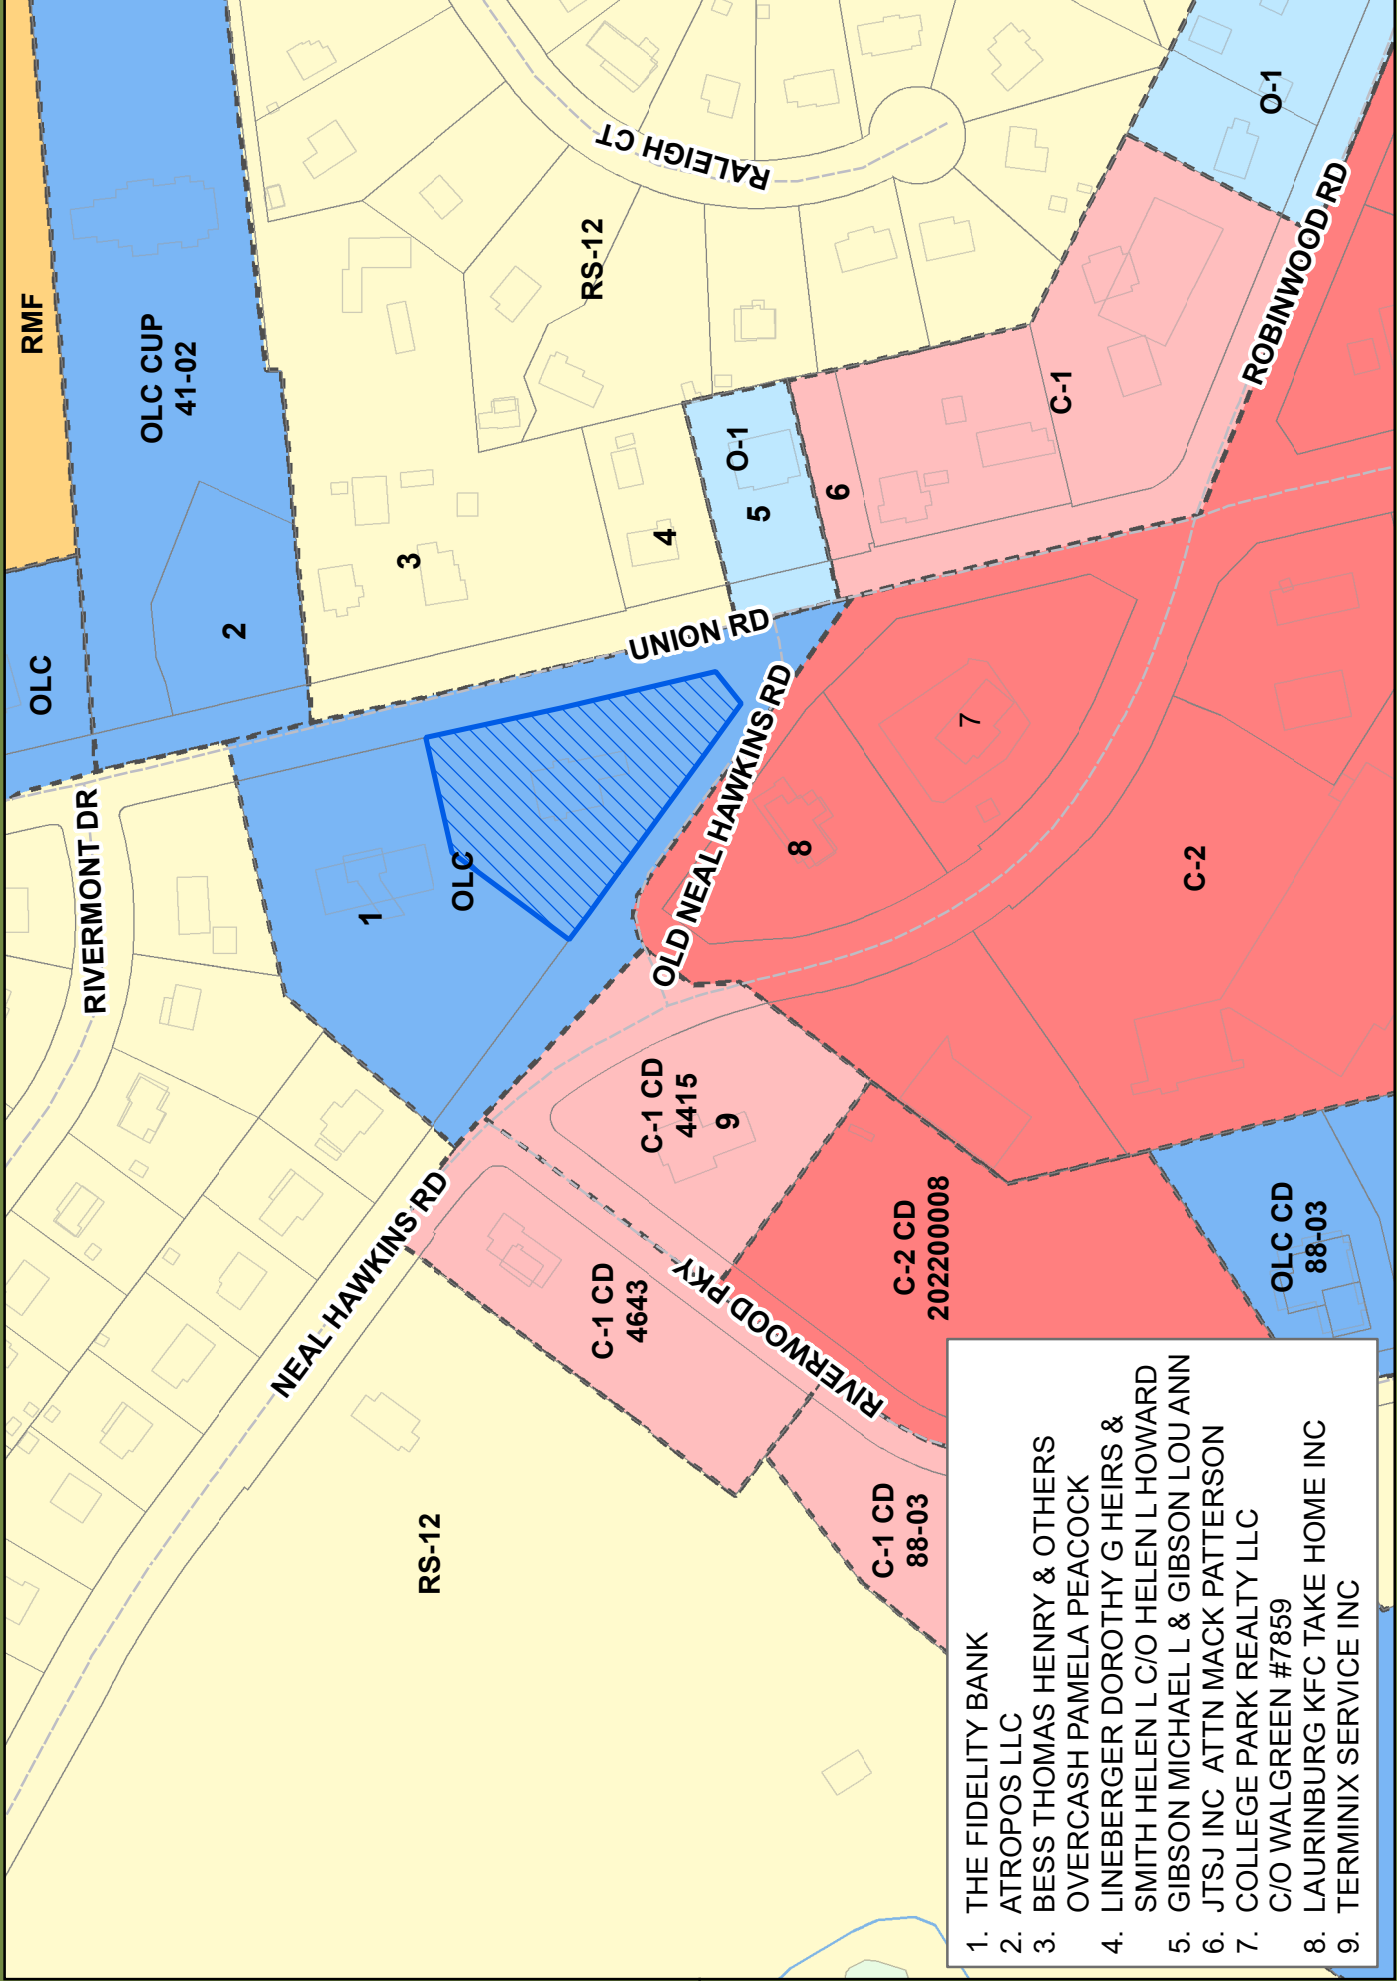 RMF
OLC CUP
41-02
OLC
2
RIVERMONT DR
1
OLC
3
4
O-1
5
6
C-1
RS-12
RALEIGH CT
O-1
ROBINWOOD RD
UNION RD
OLD NEAL HAWKINS RD
7
8
C-2
NEAL HAWKINS RD
C-1 CD
4415
9
C-1 CD
4643
RIVERWOOD PKY
C-2 CD
202200008
OLC CD
88-03
C-1 CD
88-03
RS-12
1. THE FIDELITY BANK
2. ATROPOS LLC
3. BESS THOMAS HENRY & OTHERS
OVERCASH PAMELA PEACOCK
4. LINEBERGER DOROTHY G HEIRS &
SMITH HELEN L C/O HELEN L HOWARD
5. GIBSON MICHAEL L & GIBSON LOU ANN
6. JTSJ INC ATTN MACK PATTERSON
7. COLLEGE PARK REALTY LLC
C/O WALGREEN #7859
8. LAURINBURG KFC TAKE HOME INC
9. TERMINIX SERVICE INC